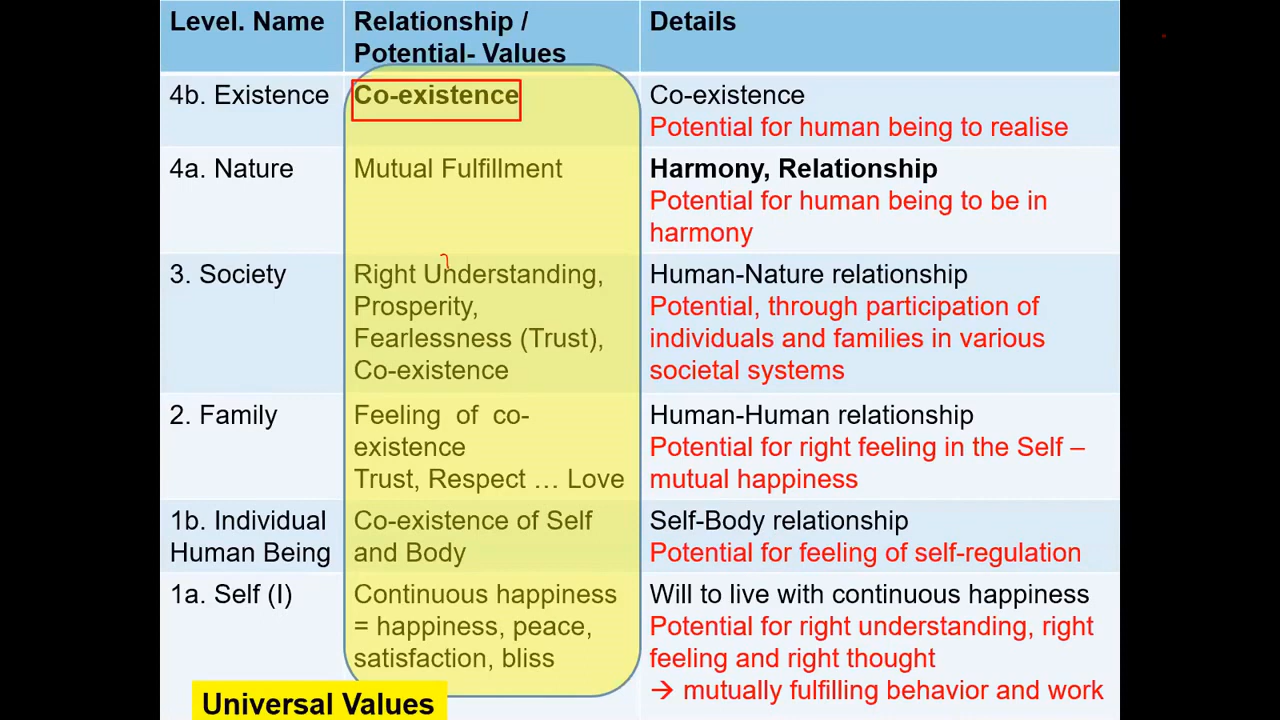 Level. Name
Relationship /
Potential- Values
Details
4b. Existence
Co-existence
Co-existence
Potential for human being to realise
4a. Nature
Mutual Fulfillment
Harmony, Relationship
Potential for human being to be in
harmony
3. Society
Right Understanding,
Prosperity,
Fearlessness (Trust),
Co-existence
Human-Nature relationship
Potential, through participation of
individuals and families in various
societal systems
2. Family
Feeling of co-
existence
Trust, Respect … Love
Human-Human relationship
Potential for right feeling in the Self –
mutual happiness
1b. Individual
Human Being
Co-existence of Self
and Body
Self-Body relationship
Potential for feeling of self-regulation
1a. Self (I)
Continuous happiness
= happiness, peace,
satisfaction, bliss
Will to live with continuous happiness
Potential for right understanding, right
feeling and right thought
→ mutually fulfilling behavior and work
Universal Values